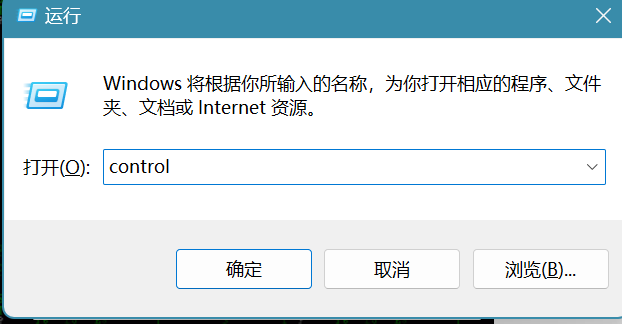 运行
Windows 将根据你所输入的名称，为你打开相应的程序、文件
夹、文档或 Internet 资源。
打开(O): control
确定 取消 浏览(B)...